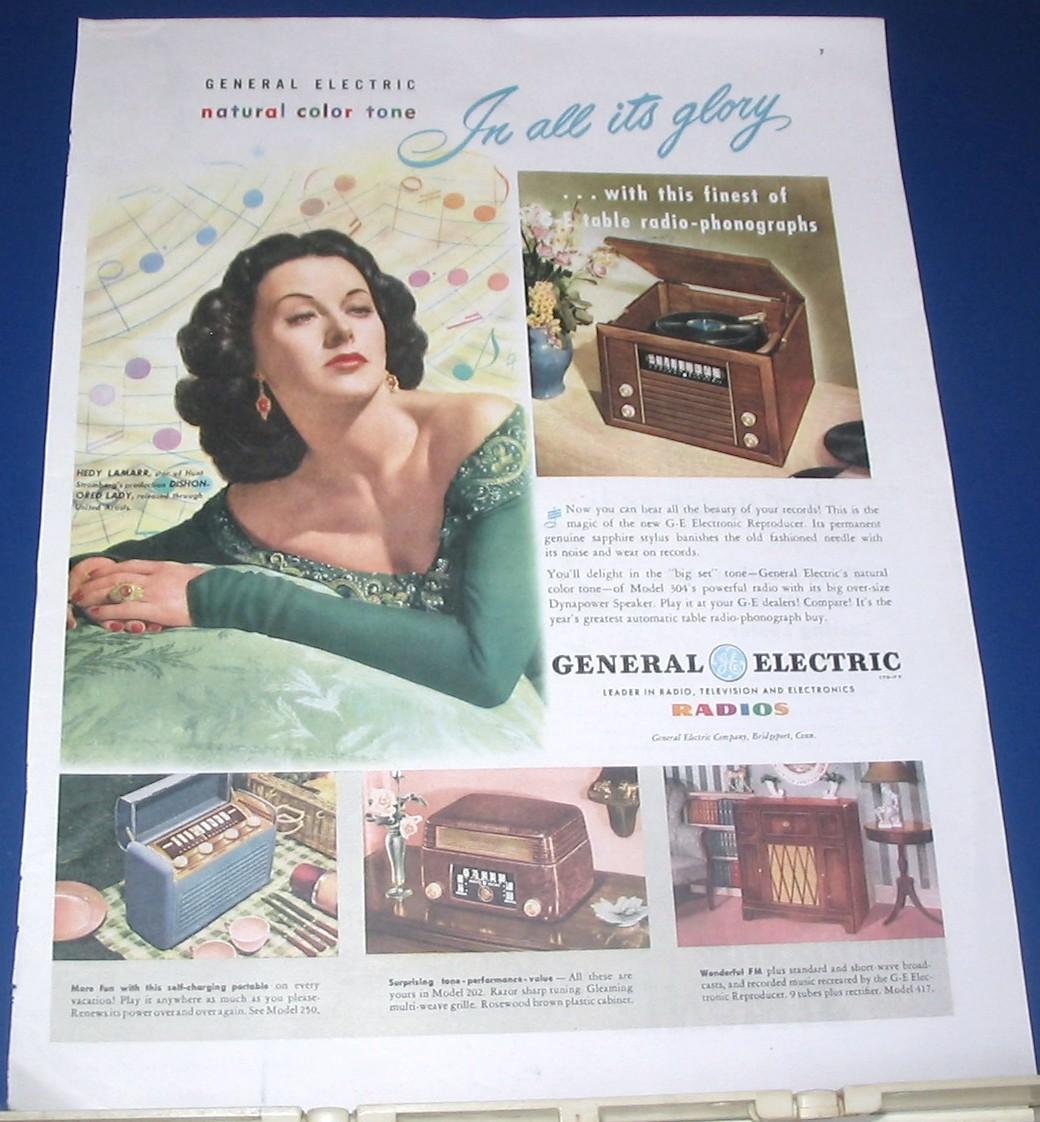 7
GENERAL ELECTRIC
natural color tone
In all its glory
. . . with this finest of
G-E table radio-phonographs
HEDY LAMARR, star of Hunt
Stromberg's production DISHON-
ORED LADY, released through
United Artists.
Now you can hear all the beauty of your records! This is the
magic of the new G-E Electronic Reproducer. Its permanent
genuine sapphire stylus banishes the old fashioned needle with
its noise and wear on records.
You'll delight in the "big set" tone—General Electric's natural
color tone—of Model 304's powerful radio with its big over-size
Dynapower Speaker. Play it at your G-E dealers! Compare! It's the
year's greatest automatic table radio-phonograph buy.
GENERAL GE ELECTRIC
LEADER IN RADIO, TELEVISION AND ELECTRONICS
RADIOS
General Electric Company, Bridgeport, Conn.
More fun with this self-charging portable on every
vacation! Play it anywhere as much as you please.
Renews its power over and over again. See Model 250.
Surprising tone-performance-value — All these are
yours in Model 202. Razor sharp tuning. Gleaming
multi-weave grille. Rosewood brown plastic cabinet.
Wonderful FM plus standard and short-wave broad-
casts, and recorded music recreated by the G-E Elec-
tronic Reproducer. 9 tubes plus rectifier. Model 417.